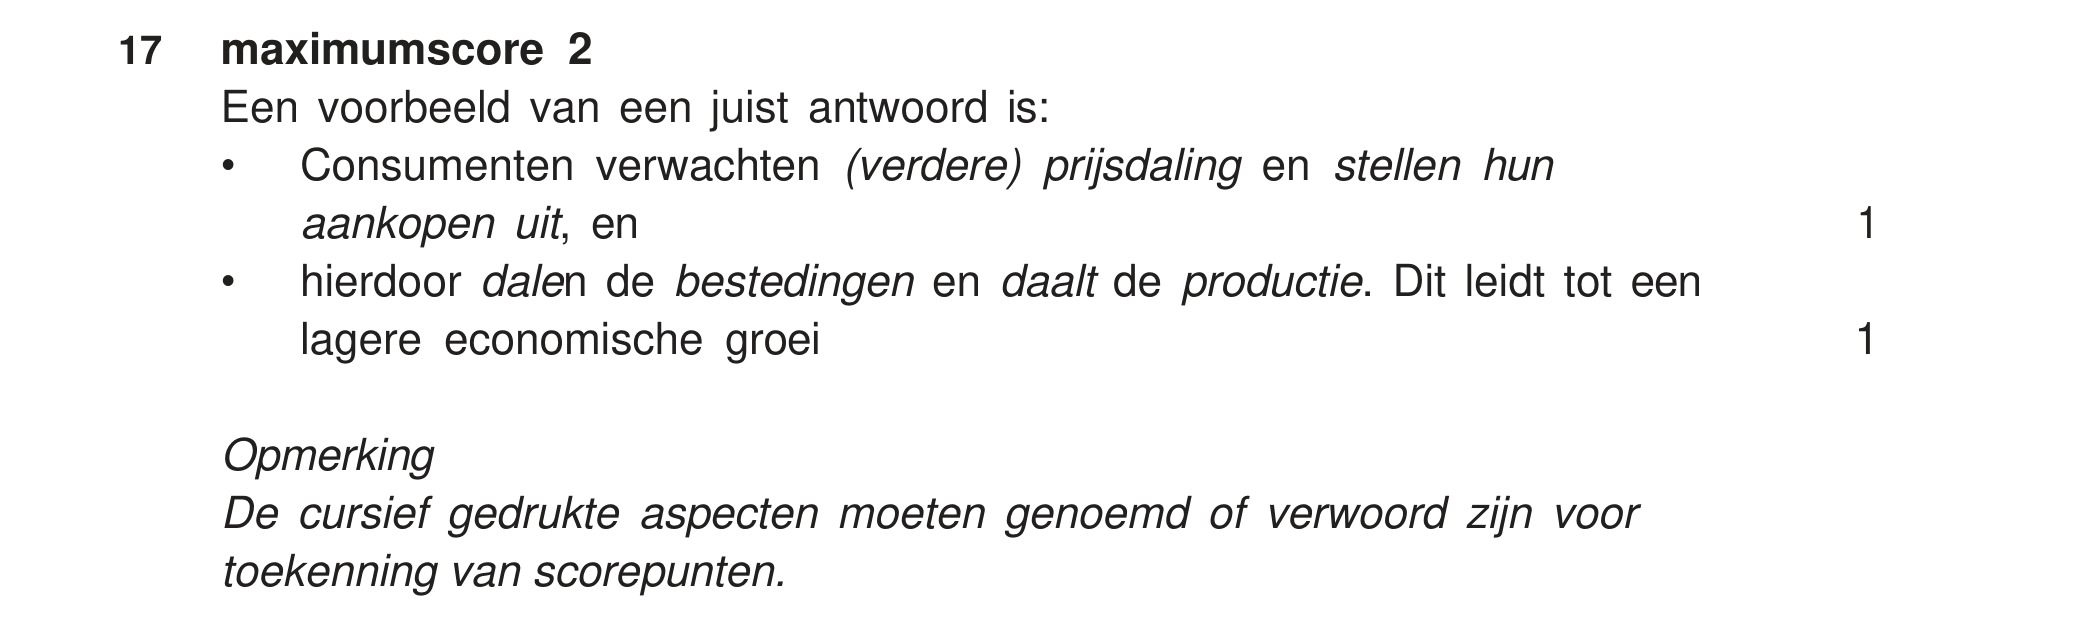 17 maximumscore 2
Een voorbeeld van een juist antwoord is:
• Consumenten verwachten (verdere) prijsdaling en stellen hun
aankopen uit, en 1
• hierdoor dalen de bestedingen en daalt de productie. Dit leidt tot een
lagere economische groei 1
Opmerking
De cursief gedrukte aspecten moeten genoemd of verwoord zijn voor
toekenning van scorepunten.